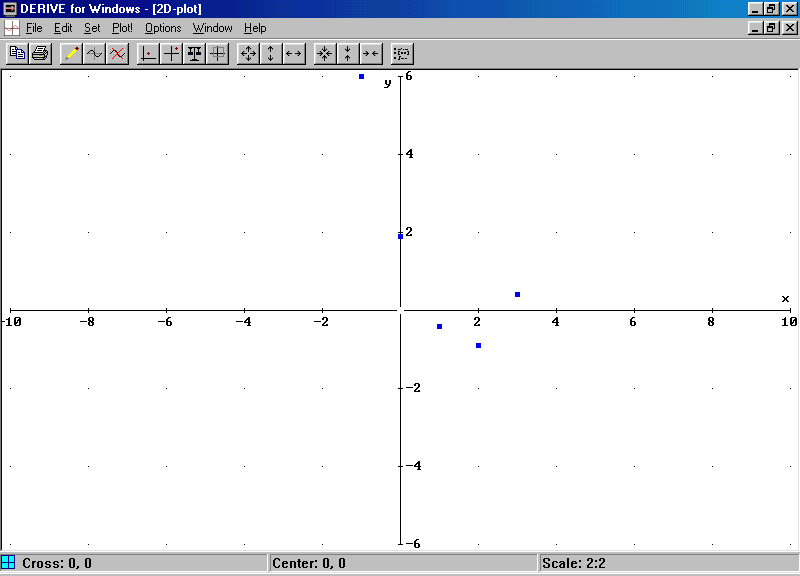 DERIVE for Windows - [2D-plot]
File Edit Set Plot! Options Window Help
y
6
4
2
x
-10 -8 -6 -4 -2 2 4 6 8 10
-2
-4
-6
Cross: 0, 0 Center: 0, 0 Scale: 2:2